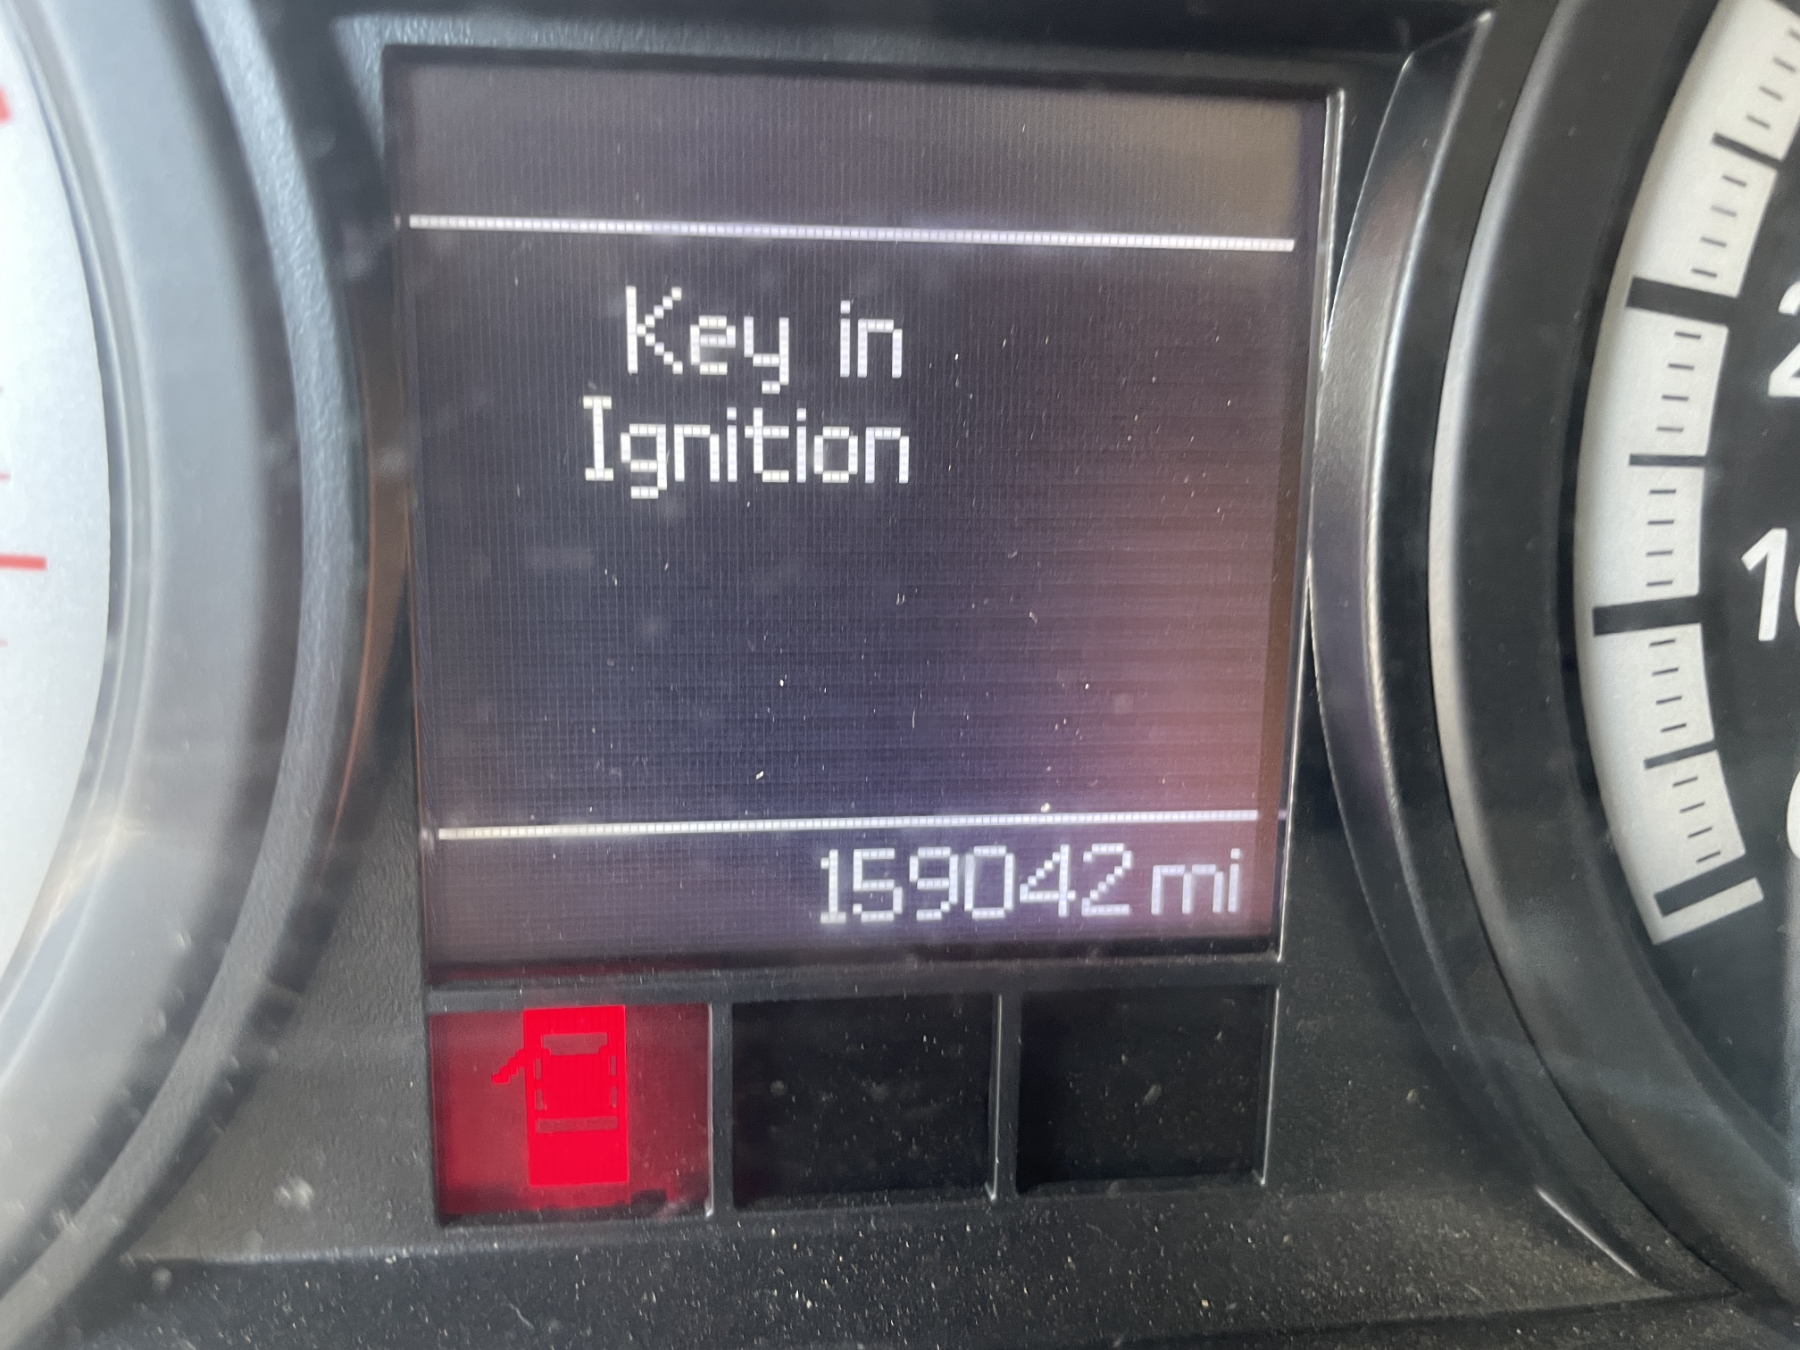 Key in
Ignition
159042 mi